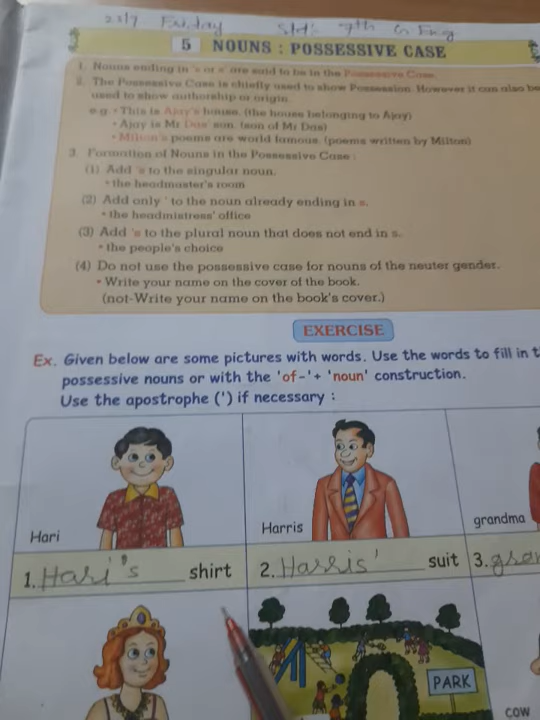 23/7 Friday Std's 7th in Eng
5 NOUNS : POSSESSIVE CASE
1. Nouns ending in 's or s' are said to be in the Possessive Case.
2. The Possessive Case is chiefly used to show Possession. However it can also be
used to show authorship or origin.
e.g. • This is Ajay's house. (the house belonging to Ajay)
• Ajay is Mr Das' son. (son of Mr Das)
• Milton's poems are world famous. (poems written by Milton)
3. Formation of Nouns in the Possessive Case :
(1) Add 's to the singular noun.
• the headmaster's room
(2) Add only ' to the noun already ending in s.
• the headmistress' office
(3) Add 's to the plural noun that does not end in s.
• the people's choice
(4) Do not use the possessive case for nouns of the neuter gender.
• Write your name on the cover of the book.
(not-Write your name on the book's cover.)
EXERCISE
Ex. Given below are some pictures with words. Use the words to fill in
possessive nouns or with the 'of-'+ 'noun' construction.
Use the apostrophe (') if necessary :
Hari Harris grandma
1. Hari's shirt 2. Harris' suit 3.
PARK
cow